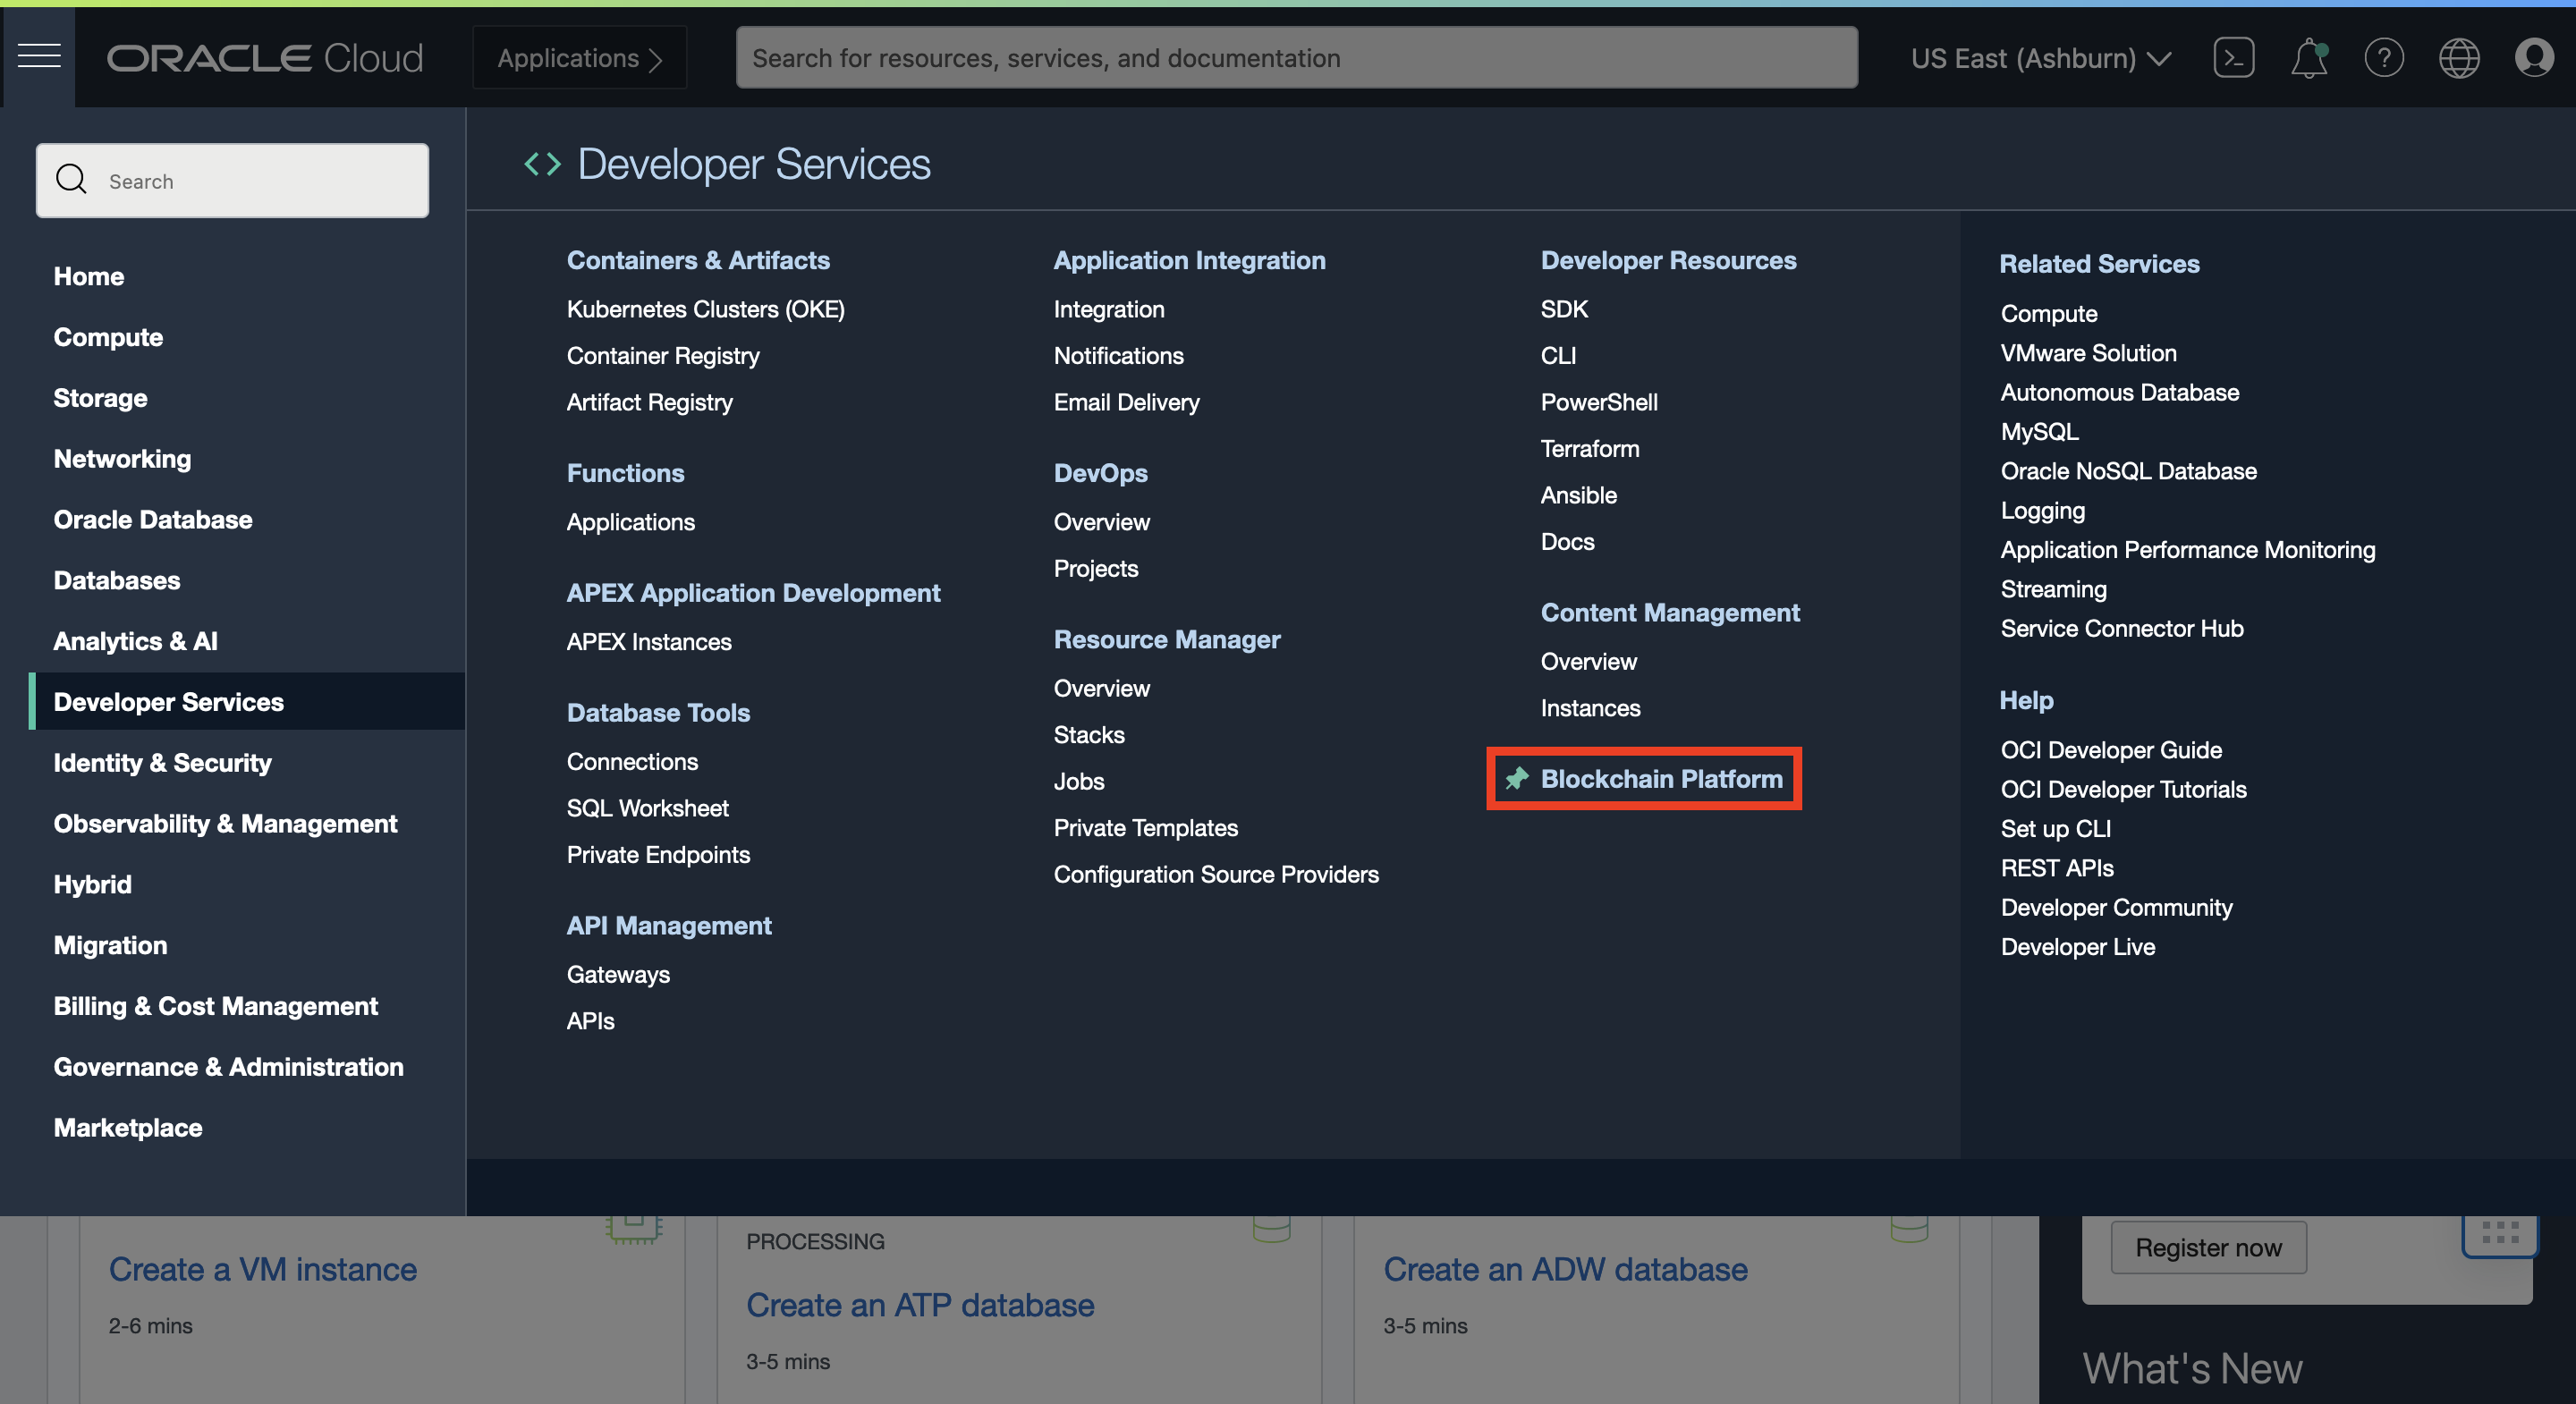 ORACLE Cloud
Applications
Search for resources, services, and documentation
US East (Ashburn)
Search
Home
Compute
Storage
Networking
Oracle Database
Databases
Analytics & AI
Developer Services
Identity & Security
Observability & Management
Hybrid
Migration
Billing & Cost Management
Governance & Administration
Marketplace
Developer Services
Containers & Artifacts
Kubernetes Clusters (OKE)
Container Registry
Artifact Registry
Functions
Applications
APEX Application Development
APEX Instances
Database Tools
Connections
SQL Worksheet
Private Endpoints
API Management
Gateways
APIs
Application Integration
Integration
Notifications
Email Delivery
DevOps
Overview
Projects
Resource Manager
Overview
Stacks
Jobs
Private Templates
Configuration Source Providers
Developer Resources
SDK
CLI
PowerShell
Terraform
Ansible
Docs
Content Management
Overview
Instances
Blockchain Platform
Related Services
Compute
VMware Solution
Autonomous Database
MySQL
Oracle NoSQL Database
Logging
Application Performance Monitoring
Streaming
Service Connector Hub
Help
OCI Developer Guide
OCI Developer Tutorials
Set up CLI
REST APIs
Developer Community
Developer Live
Create a VM instance
2-6 mins
PROCESSING
Create an ATP database
3-5 mins
Create an ADW database
3-5 mins
Register now
What's New